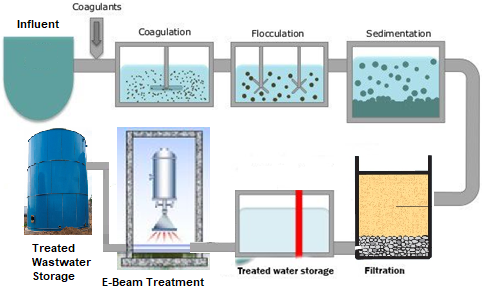 Coagulants
Influent
Coagulation
Flocculation
Sedimentation
Treated
Wastwater
Storage
E-Beam Treatment
Treated water storage
Filtration